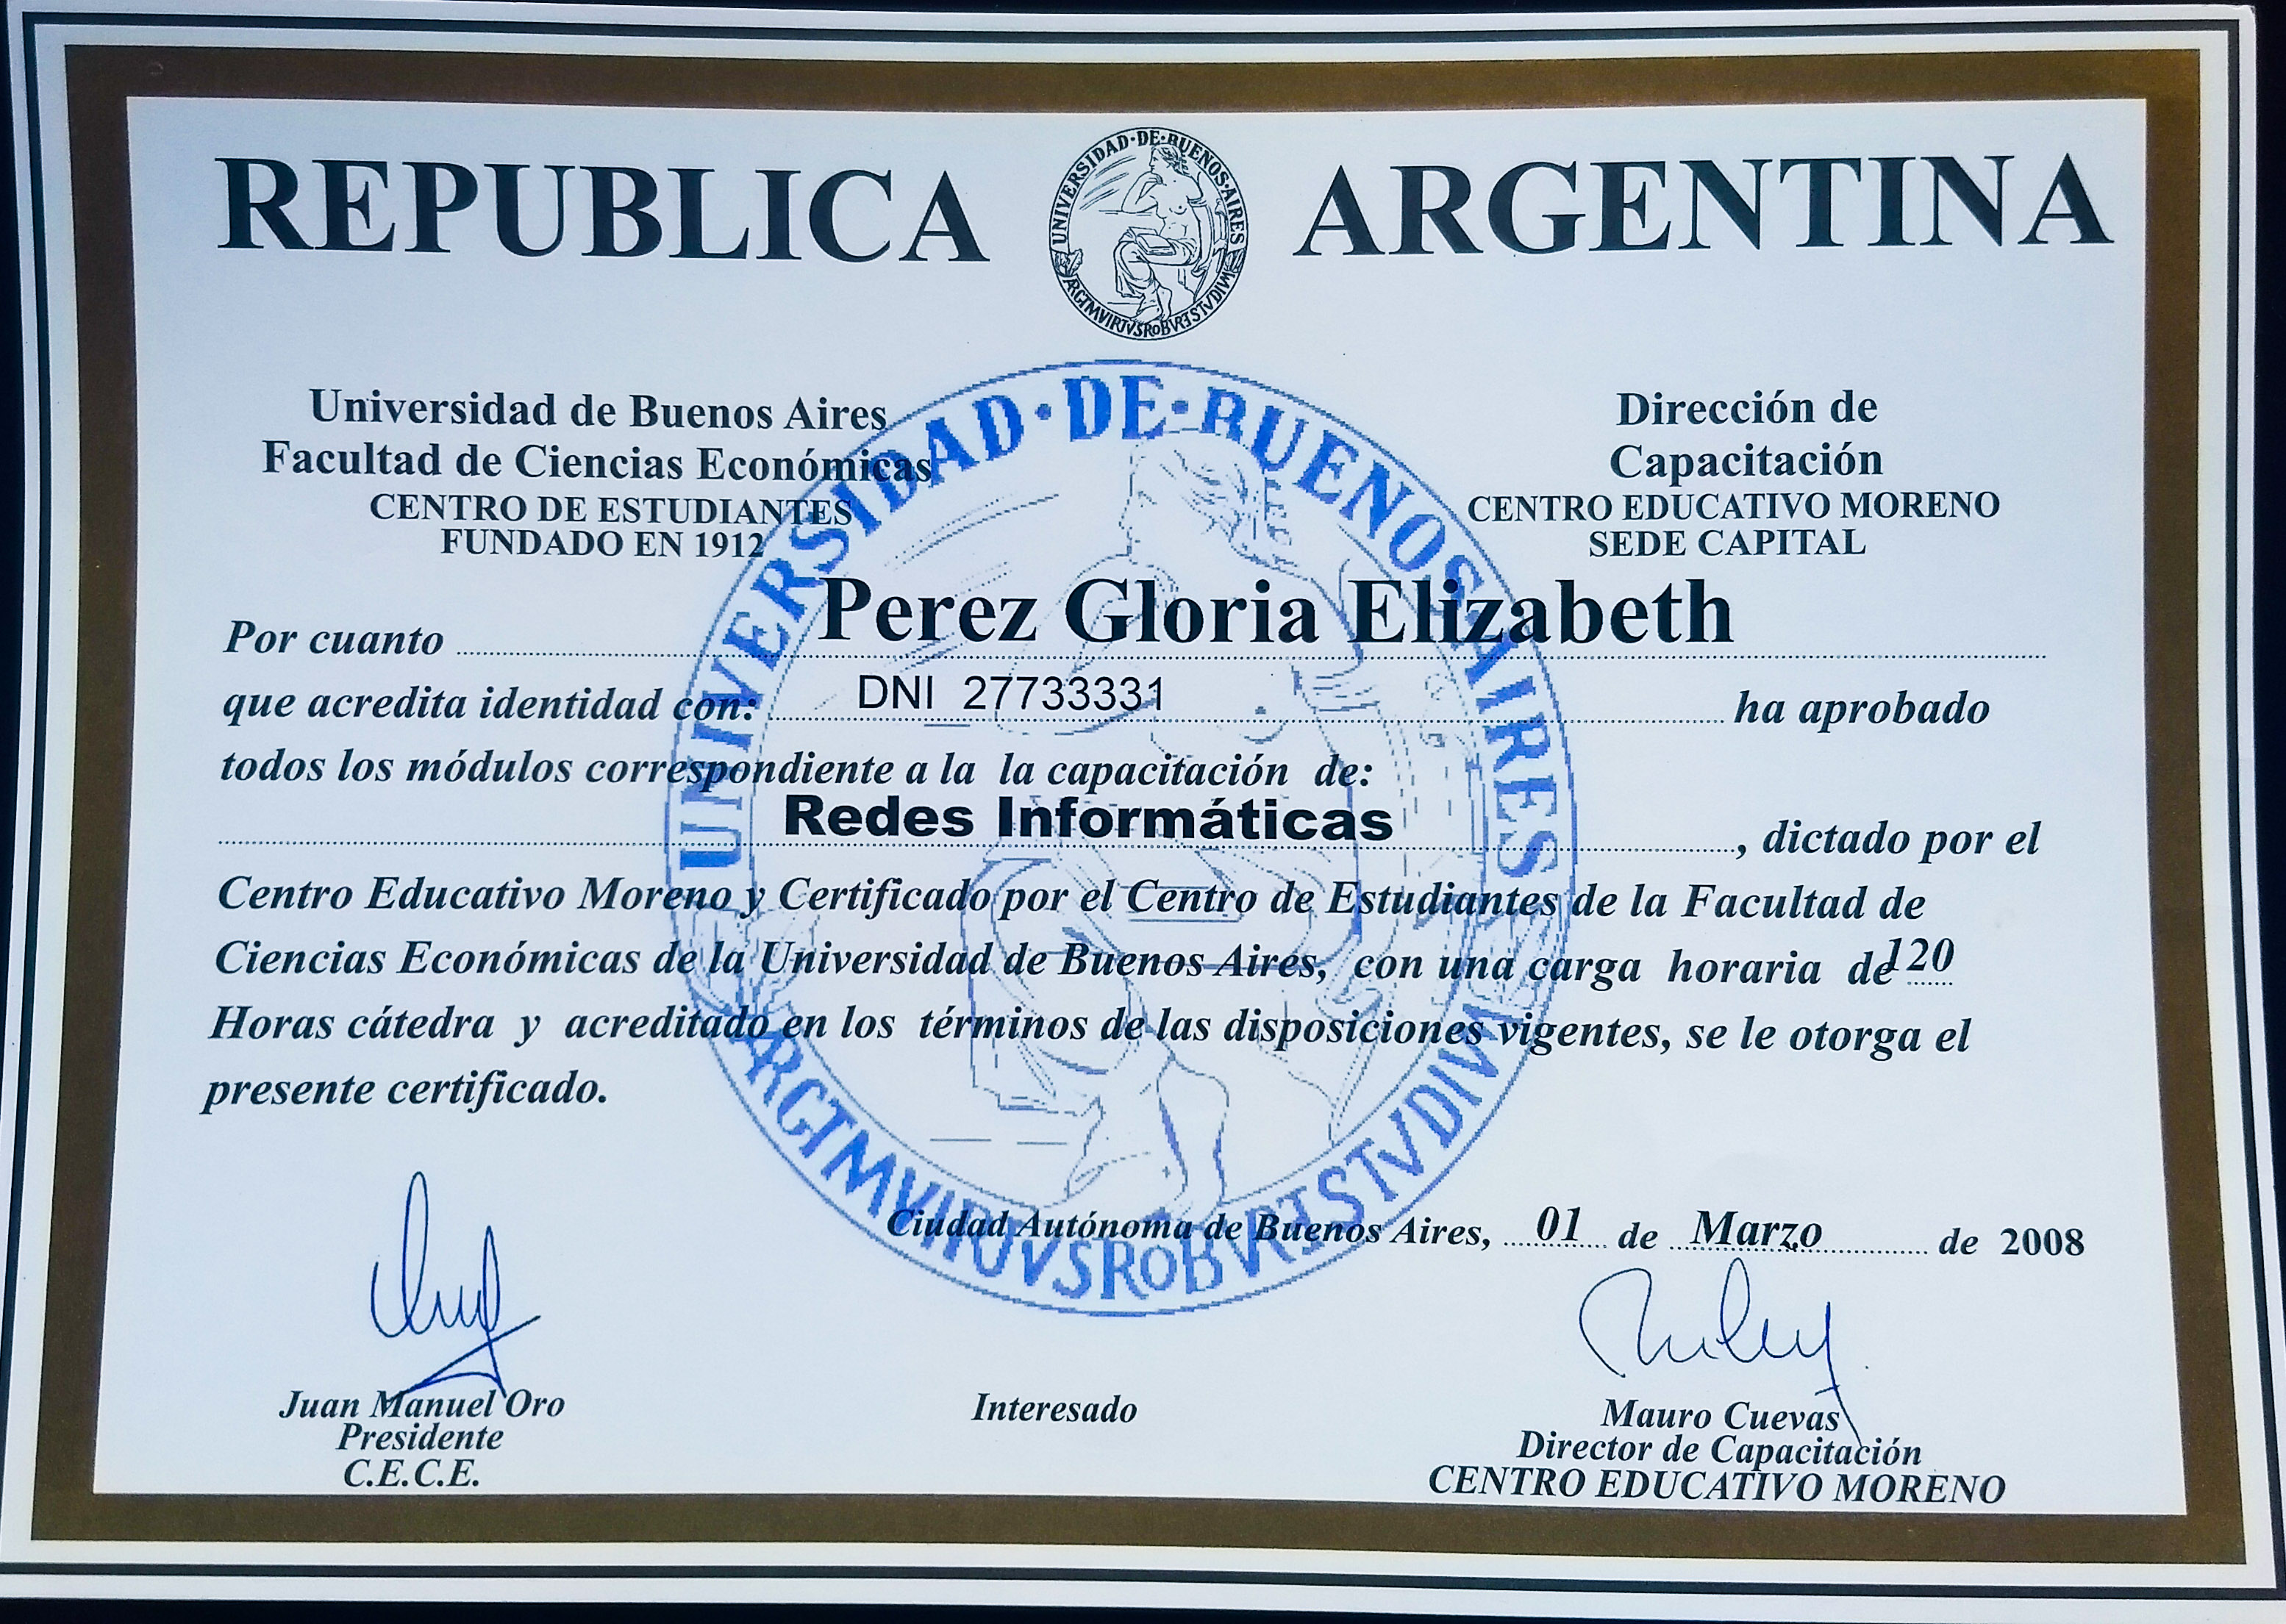 REPUBLICA ARGENTINA
UNIVERSIDAD·DE·BUENOS·AIRES
ARGTMVIRTVSROBVRETSTVDIVM
Universidad de Buenos Aires
Facultad de Ciencias Económicas
CENTRO DE ESTUDIANTES
FUNDADO EN 1912
Dirección de
Capacitación
CENTRO EDUCATIVO MORENO
SEDE CAPITAL
UNIVERSIDAD·DE·BUENOS·AIRES
ARGTMVIRTVSROBVRETSTVDIVM
Por cuanto Perez Gloria Elizabeth
que acredita identidad con: DNI 27733331 ha aprobado
todos los módulos correspondiente a la la capacitación de:
Redes Informáticas, dictado por el
Centro Educativo Moreno y Certificado por el Centro de Estudiantes de la Facultad de
Ciencias Económicas de la Universidad de Buenos Aires, con una carga horaria de 120
Horas cátedra y acreditado en los términos de las disposiciones vigentes, se le otorga el
presente certificado.
Ciudad Autónoma de Buenos Aires, 01 de Marzo de 2008
Juan Manuel Oro
Presidente
C.E.C.E.
Interesado
Mauro Cuevas
Director de Capacitación
CENTRO EDUCATIVO MORENO